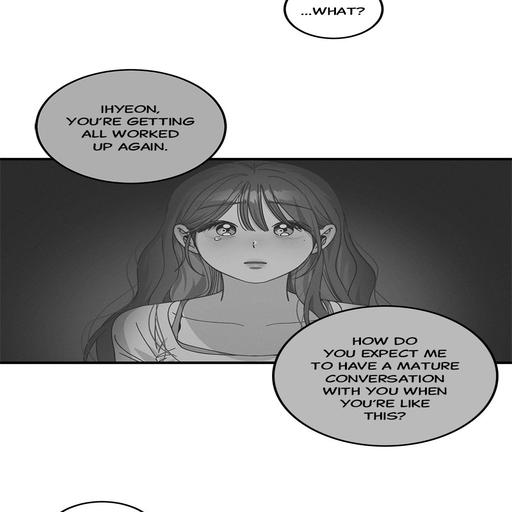 ...WHAT?
IHYEON,
YOU'RE GETTING
ALL WORKED
UP AGAIN.
HOW DO
YOU EXPECT ME
TO HAVE A MATURE
CONVERSATION
WITH YOU WHEN
YOU'RE LIKE
THIS?